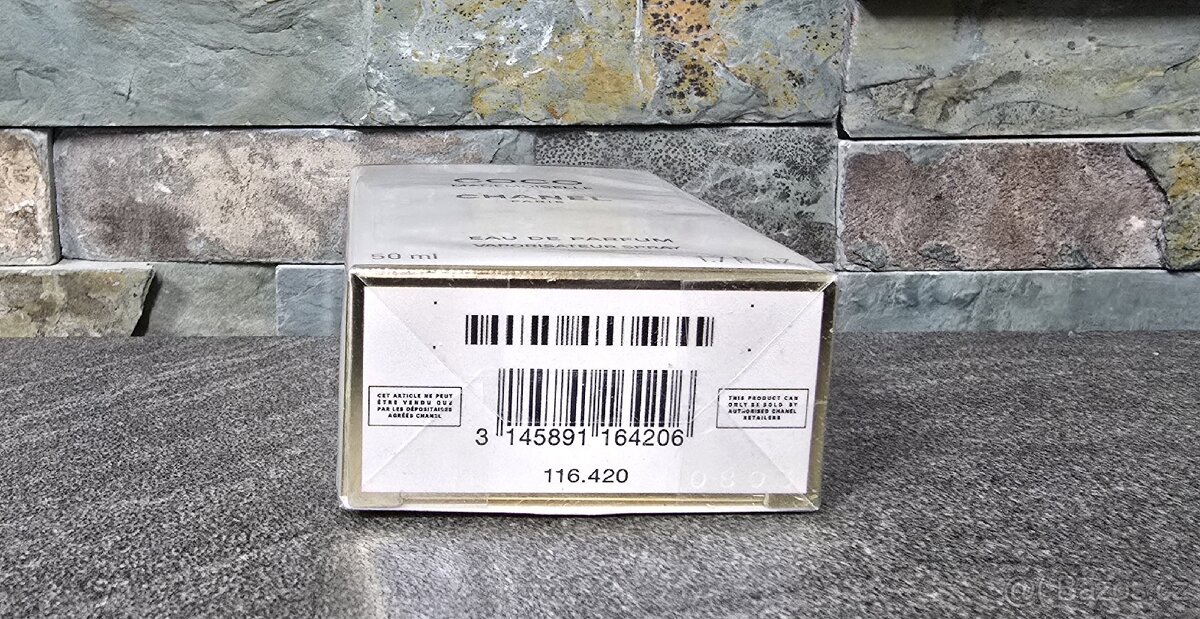 COCO
MADEMOISELLE
CHANEL
PARIS
EAU DE PARFUM
VAPORISATEUR SPRAY
50 ml 1.7 FL. OZ
CET ARTICLE NE PEUT
ÊTRE VENDU QUE
PAR LES DÉPOSITAIRES
AGRÉÉS CHANEL
THIS PRODUCT CAN
ONLY BE SOLD BY
AUTHORISED CHANEL
RETAILERS
3 145891 164206
116.420
© Bazos.cz